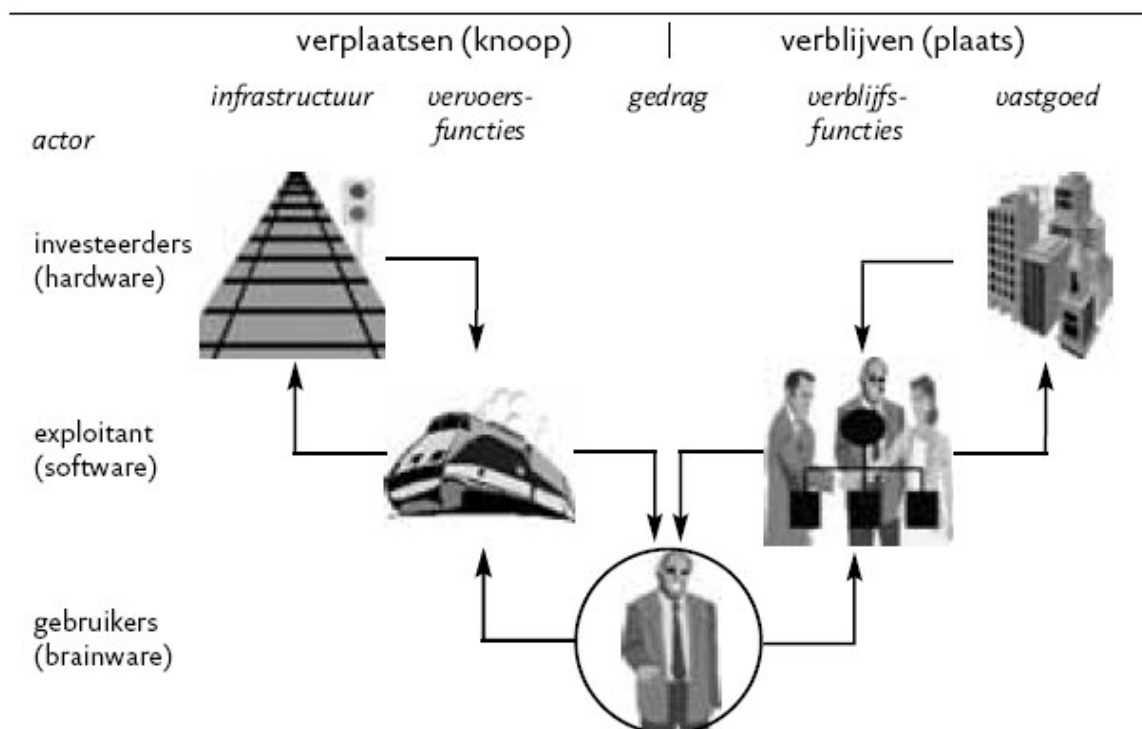 verplaatsen (knoop) | verblijven (plaats)
infrastructuur vervoers- gedrag verblijfs- vastgoed
functies functies
actor
investeerders
(hardware)
exploitant
(software)
gebruikers
(brainware)